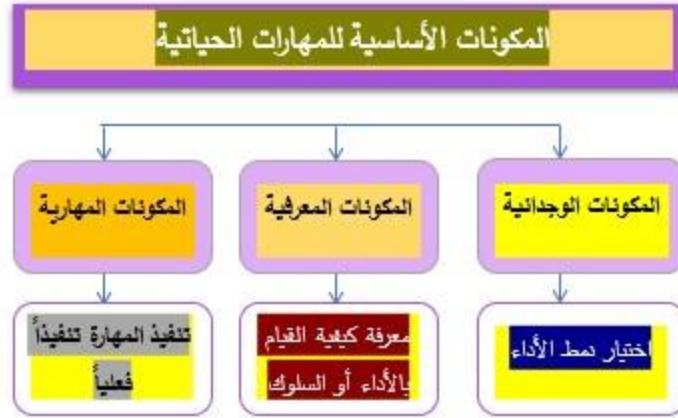 المكونات الأساسية للمهارات الحياتية
المكونات الوجدانية
المكونات المعرفية
المكونات المهارية
اختيار نمط الأداء
معرفة كيفية القيام
بالأداء أو السلوك
تنفيذ المهارة تنفيذاً
فعلياً